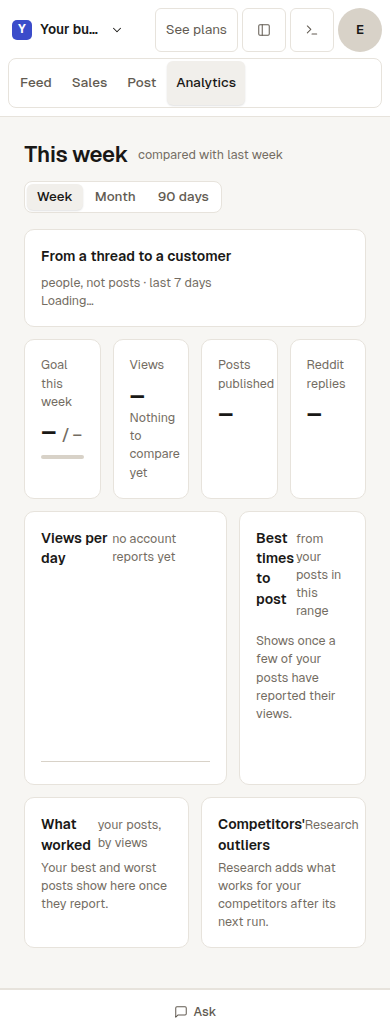 Y Your bu... See plans E
Feed Sales Post Analytics
This week compared with last week
Week Month 90 days
From a thread to a customer
people, not posts · last 7 days
Loading…
Goal
this
week
– / –
Views
–
Nothing
to
compare
yet
Posts
published
–
Reddit
replies
–
Views per
day
no account
reports yet
Best
times
to
post
from
your
posts in
this
range
Shows once a
few of your
posts have
reported their
views.
What
worked
your posts,
by views
Your best and worst
posts show here once
they report.
Competitors'
outliers
Research
Research adds what
works for your
competitors after its
next run.
Ask